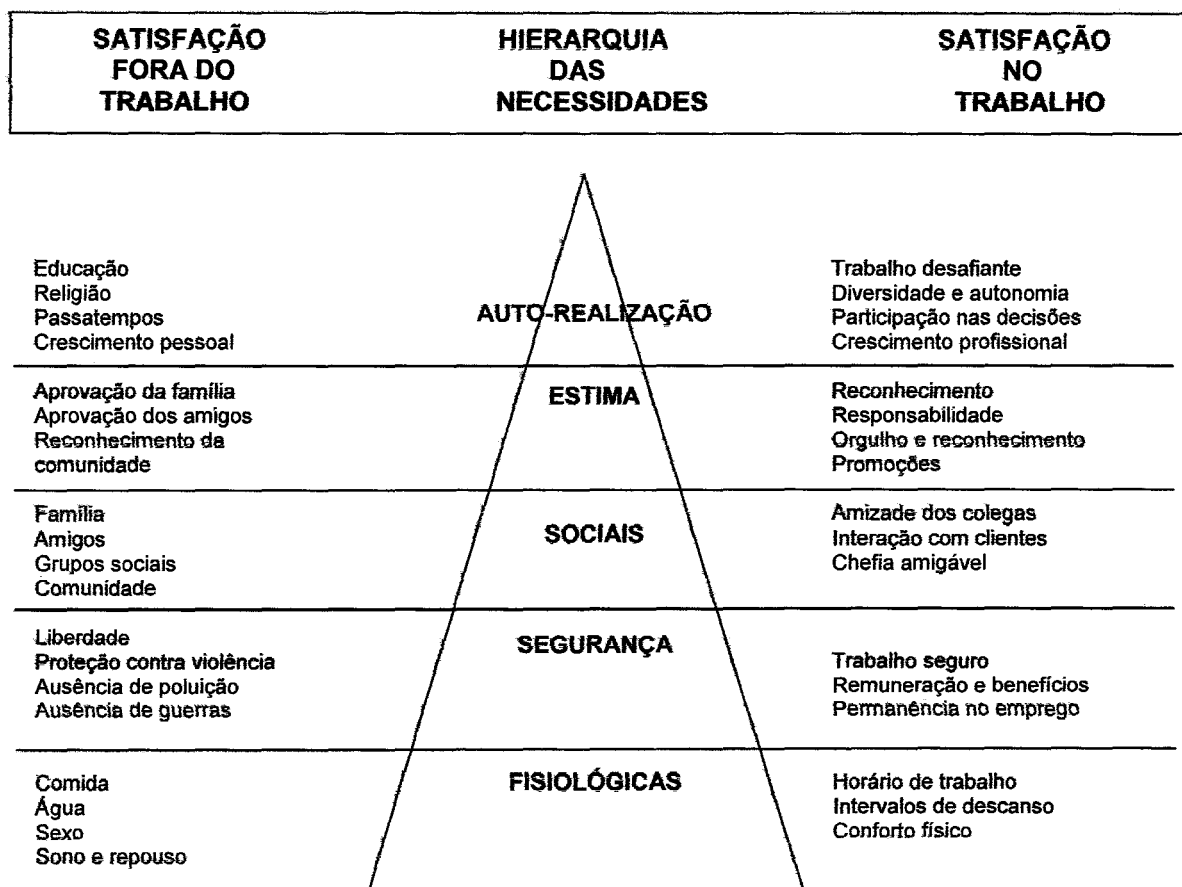 SATISFAÇÃO
FORA DO
TRABALHO
HIERARQUIA
DAS
NECESSIDADES
SATISFAÇÃO
NO
TRABALHO
Educação
Religião
Passatempos
Crescimento pessoal
AUTO-REALIZAÇÃO
Trabalho desafiante
Diversidade e autonomia
Participação nas decisões
Crescimento profissional
Aprovação da família
Aprovação dos amigos
Reconhecimento da
comunidade
ESTIMA
Reconhecimento
Responsabilidade
Orgulho e reconhecimento
Promoções
Família
Amigos
Grupos sociais
Comunidade
SOCIAIS
Amizade dos colegas
Interação com clientes
Chefia amigável
Liberdade
Proteção contra violência
Ausência de poluição
Ausência de guerras
SEGURANÇA
Trabalho seguro
Remuneração e benefícios
Permanência no emprego
Comida
Água
Sexo
Sono e repouso
FISIOLÓGICAS
Horário de trabalho
Intervalos de descanso
Conforto físico